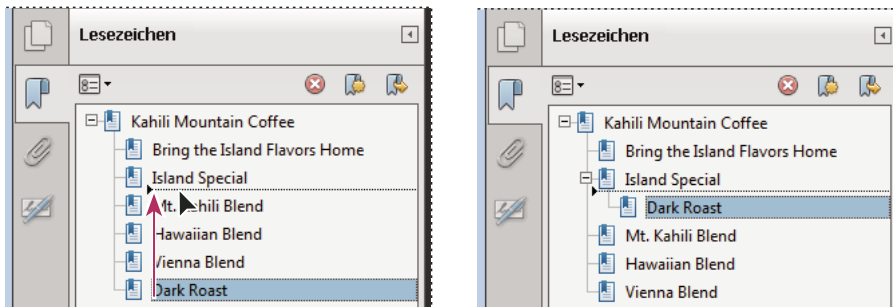 Lesezeichen
Kahili Mountain Coffee
Bring the Island Flavors Home
Island Special
Mt. Kahili Blend
Hawaiian Blend
Vienna Blend
Dark Roast
Lesezeichen
Kahili Mountain Coffee
Bring the Island Flavors Home
Island Special
Dark Roast
Mt. Kahili Blend
Hawaiian Blend
Vienna Blend